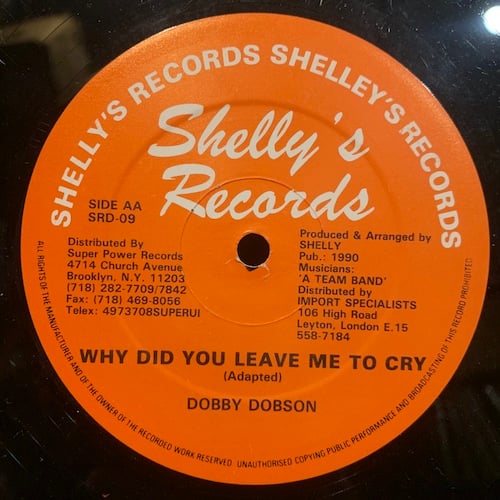 SHELLY'S RECORDS SHELLEY'S RECORDS
Shelly's
Records
SIDE AA
SRD-09
Distributed By
Super Power Records
4714 Church Avenue
Brooklyn, N.Y. 11203
(718) 282-7709/7842
Fax: (718) 469-8056
Telex: 4973708SUPERUI
Produced & Arranged by
SHELLY
Pub.: 1990
Musicians:
'A TEAM BAND'
Distributed by
IMPORT SPECIALISTS
106 High Road
Leyton, London E.15
558-7184
WHY DID YOU LEAVE ME TO CRY
(Adapted)
DOBBY DOBSON
ALL RIGHTS OF THE MANUFACTURER AND OF THE OWNER OF THE RECORDED WORK RESERVED. UNAUTHORISED COPYING PUBLIC PERFORMANCE AND BROADCASTING OF THIS RECORD PROHIBITED